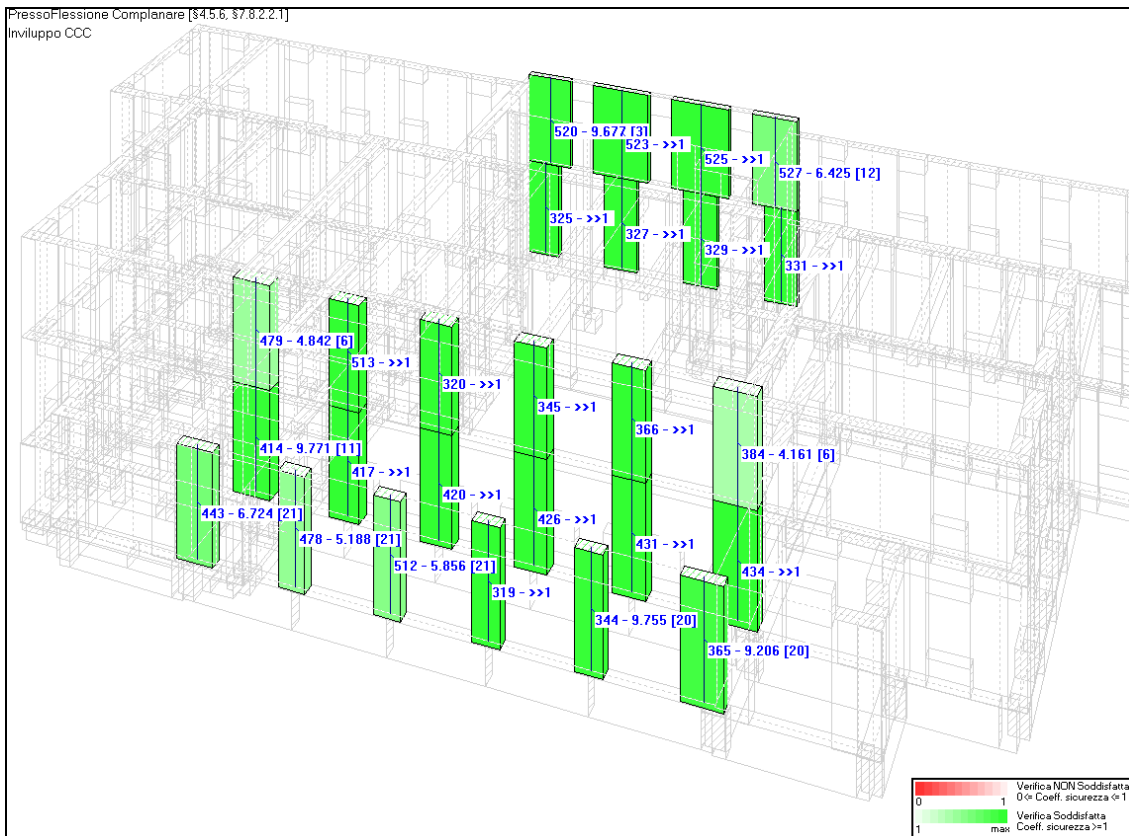 PressoFlessione Complanare [§4.5.6, §7.8.2.2.1]
Inviluppo CCC
520 - 9.677 [3]
523 - >>1
525 - >>1
527 - 6.425 [12]
325 - >>1
327 - >>1
329 - >>1
331 - >>1
479 - 4.842 [6]
513 - >>1
320 - >>1
345 - >>1
366 - >>1
384 - 4.161 [6]
414 - 9.771 [11]
417 - >>1
420 - >>1
426 - >>1
431 - >>1
434 - >>1
443 - 6.724 [21]
478 - 5.188 [21]
512 - 5.856 [21]
319 - >>1
344 - 9.755 [20]
365 - 9.206 [20]
Verifica NON Soddisfatta
0<= Coeff. sicurezza <=1
0 1
Verifica Soddisfatta
Coeff. sicurezza >=1
1 max